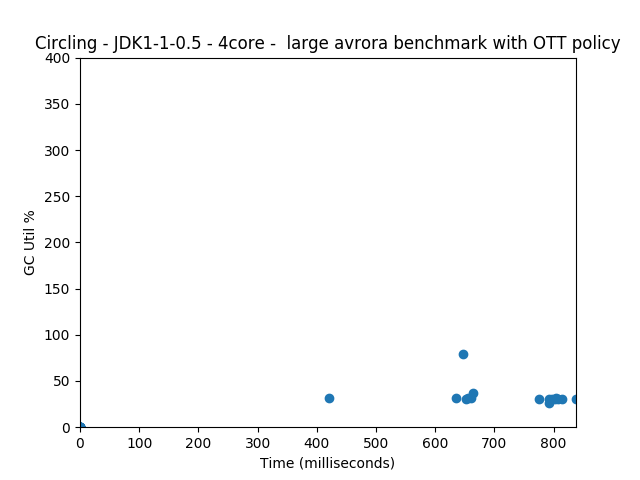 Circling - JDK1-1-0.5 - 4core -  large avrora benchmark with OTT policy
400
350
300
250
200
150
100
50
0
GC Util %
0 100 200 300 400 500 600 700 800
Time (milliseconds)